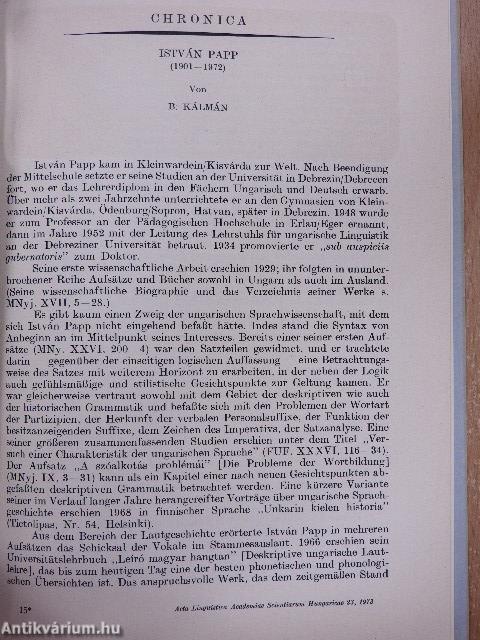 CHRONICA
ISTVÁN PAPP
(1901—1972)
Von
B. KÁLMÁN
István Papp kam in Kleinwardein/Kisvárda zur Welt. Nach Beendigung
der Mittelschule setzte er seine Studien an der Universität in Debrezin/Debrecen
fort, wo er das Lehrerdiplom in den Fächern Ungarisch und Deutsch erwarb.
Über mehr als zwei Jahrzehnte unterrichtete er an den Gymnasien von Klein-
wardein/Kisvárda, Ödenburg/Sopron, Hatvan, später in Debrezin. 1948 wurde
er zum Professor an der Pädagogischen Hochschule in Erlau/Eger ernannt,
dann im Jahre 1952 mit der Leitung des Lehrstuhls für ungarische Linguistik
an der Debreziner Universität betraut. 1934 promovierte er „sub auspiciis
gubernatoris" zum Doktor.
Seine erste wissenschaftliche Arbeit erschien 1929; ihr folgten in ununter-
brochener Reihe Aufsätze und Bücher sowohl in Ungarn als auch im Ausland.
(Seine wissenschaftliche Biographie und das Verzeichnis seiner Werke s.
MNyj. XVII, 5—28.)
Es gibt kaum einen Zweig der ungarischen Sprachwissenschaft, mit dem
sich István Papp nicht eingehend befaßt hätte. Indes stand die Syntax von
Anbeginn an im Mittelpunkt seines Interesses. Bereits einer seiner ersten Auf-
sätze (MNy. XXVI, 200—4) war den Satzteilen gewidmet, und er trachtete
darin gegenüber der einseitigen logischen Auffassung eine Betrachtungs-
weise des Satzes mit weiterem Horizont zu erarbeiten, in der neben der Logik
auch gefühlsmäßige und stilistische Gesichtspunkte zur Geltung kamen. Er
war gleicherweise vertraut sowohl mit dem Gebiet der deskriptiven wie auch
der historischen Grammatik und befaßte sich mit den Problemen der Wortart
der Partizipien, der Herkunft der verbalen Personalsuffixe, der Funktion der
besitzanzeigenden Suffixe, dem Zeichen des Imperativs, der Satzanalyse. Eine
seiner größeren zusammenfassenden Studien erschien unter dem Titel „Ver-
such einer Charakteristik der ungarischen Sprache" (FUF. XXXVI, 116—34).
Der Aufsatz „A szóalkotás problémái" [Die Probleme der Wortbildung]
(MNyj IX, 3—31) kann als ein Kapitel einer nach neuen Gesichtspunkten ab-
gefaßten deskriptiven Grammatik betrachtet werden. Eine kürzere Variante
seiner im Verlauf langer Jahre herangereifter Vorträge über ungarische Sprach-
geschichte erschien 1968 in finnischer Sprache „Unkarin kielen historia"
(Tietolipas, Nr. 54, Helsinki).
Aus dem Bereich der Lautgeschichte erörterte István Papp in mehreren
Aufsätzen das Schicksal der Vokale im Stammesauslaut. 1966 erschien sein
Universitätslehrbuch „Leíró magyar hangtan" [Deskriptive ungarische Laut-
lehre], das bis zum heutigen Tag eine der besten phonetischen und phonologi-
schen Übersichten ist. Das anspruchsvolle Werk, das dem zeitgemäßen Stand
15*
Acta Linguistica Academiae Scientiarum Hungaricae 23, 1973
Antikvárium.hu